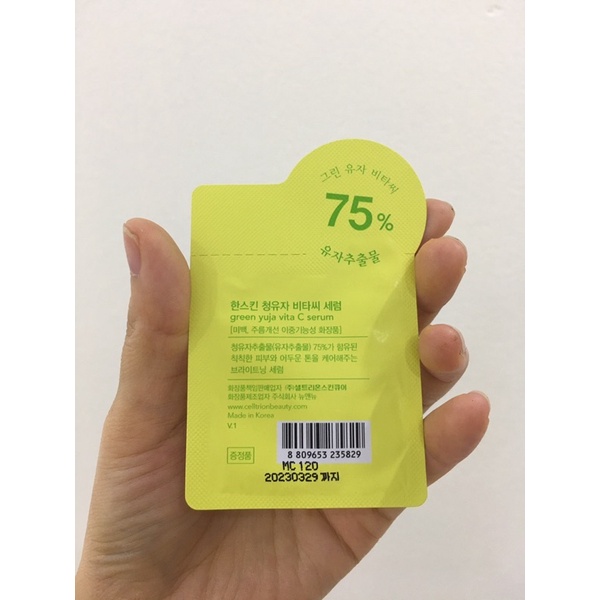 그린 유자 비타씨
75%
유자추출물
한스킨 청유자 비타씨 세럼
green yuja vita C serum
[미백, 주름개선 이중기능성 화장품]
청유자추출물(유자추출물) 75%가 함유된
칙칙한 피부와 어두운 톤을 케어해주는
브라이트닝 세럼
화장품책임판매업자 ㈜셀트리온스킨큐어
화장품제조업자 주식회사 뉴앤뉴
www.celltrionbeauty.com
Made in Korea
V.1
증정품
8 809653 235829
MC 120
20230329 까지